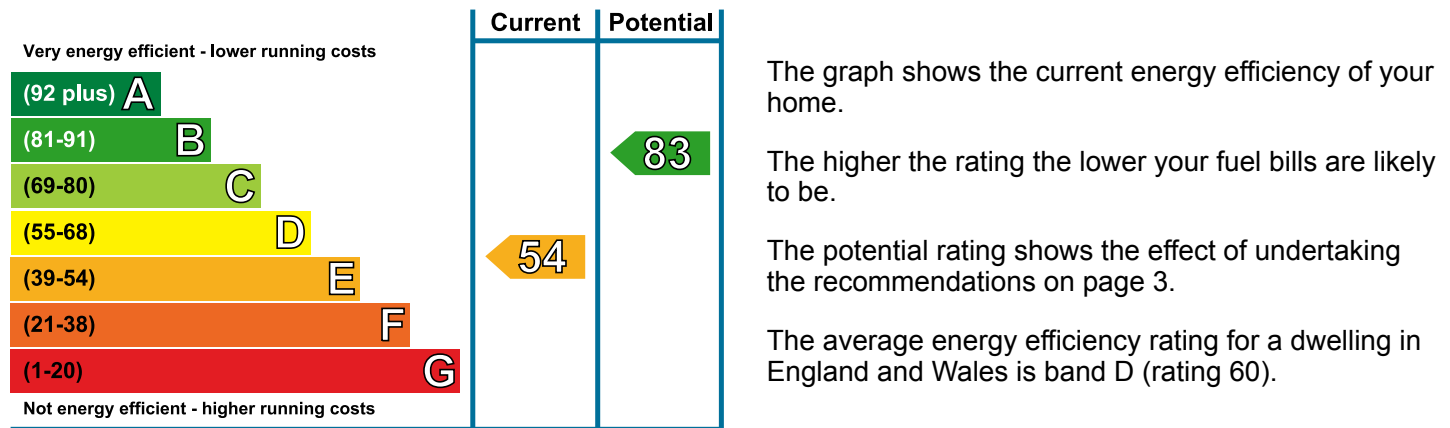 Current Potential
Very energy efficient - lower running costs
(92 plus) A
(81-91) B
83
(69-80) C
(55-68) D
54
(39-54) E
(21-38) F
(1-20) G
Not energy efficient - higher running costs
The graph shows the current energy efficiency of your
home.
The higher the rating the lower your fuel bills are likely
to be.
The potential rating shows the effect of undertaking
the recommendations on page 3.
The average energy efficiency rating for a dwelling in
England and Wales is band D (rating 60).